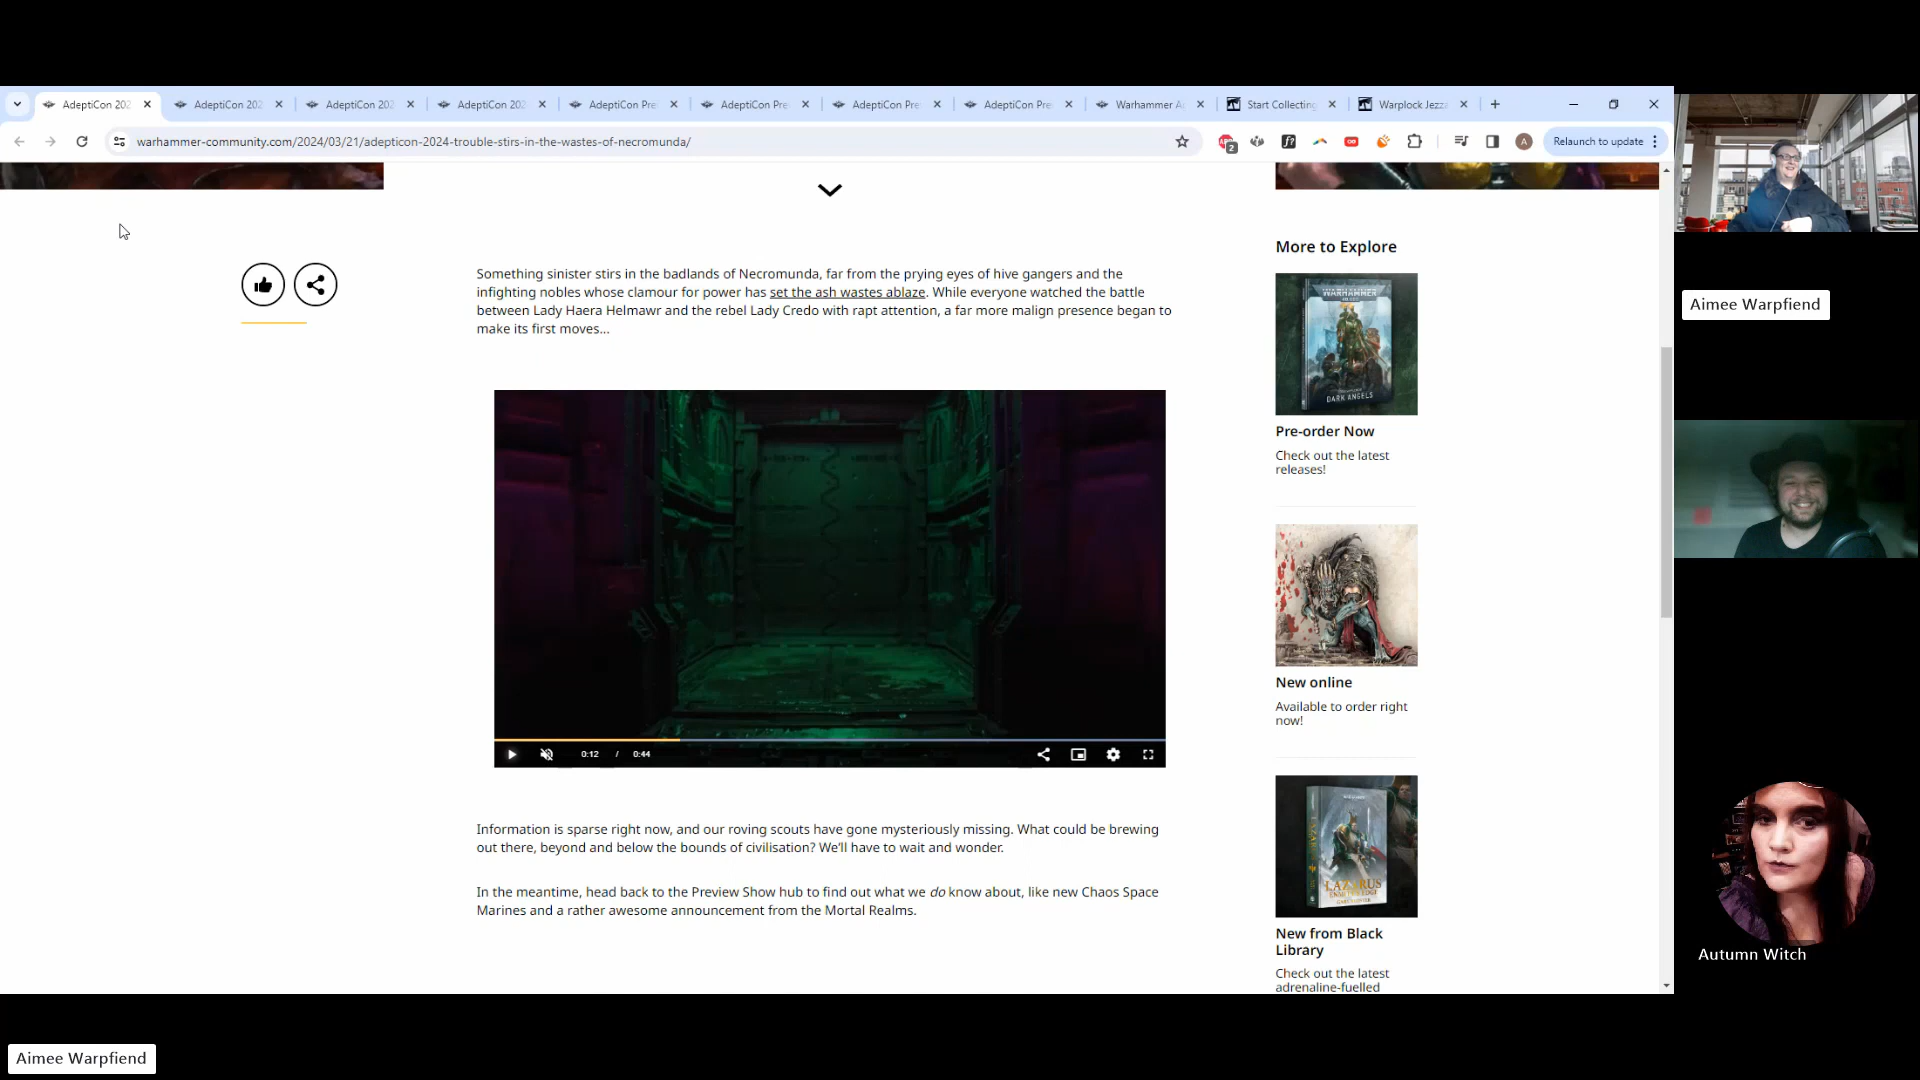 AdeptiCon 202
AdeptiCon 202
AdeptiCon 202
AdeptiCon 202
AdeptiCon Pre
AdeptiCon Pre
AdeptiCon Pre
AdeptiCon Pre
Warhammer A
Start Collecting
Warplock Jezza
warhammer-community.com/2024/03/21/adepticon-2024-trouble-stirs-in-the-wastes-of-necromunda/
2
A
Relaunch to update
Something sinister stirs in the badlands of Necromunda, far from the prying eyes of hive gangers and the
infighting nobles whose clamour for power has set the ash wastes ablaze. While everyone watched the battle
between Lady Haera Helmawr and the rebel Lady Credo with rapt attention, a far more malign presence began to
make its first moves…
0:12 / 0:44
Information is sparse right now, and our roving scouts have gone mysteriously missing. What could be brewing
out there, beyond and below the bounds of civilisation? We'll have to wait and wonder.
In the meantime, head back to the Preview Show hub to find out what we do know about, like new Chaos Space
Marines and a rather awesome announcement from the Mortal Realms.
More to Explore
WARHAMMER
DARK ANGELS
Pre-order Now
Check out the latest
releases!
New online
Available to order right
now!
LAZARUS
New from Black
Library
Check out the latest
adrenaline-fuelled
Aimee Warpfiend
Autumn Witch
Aimee Warpfiend